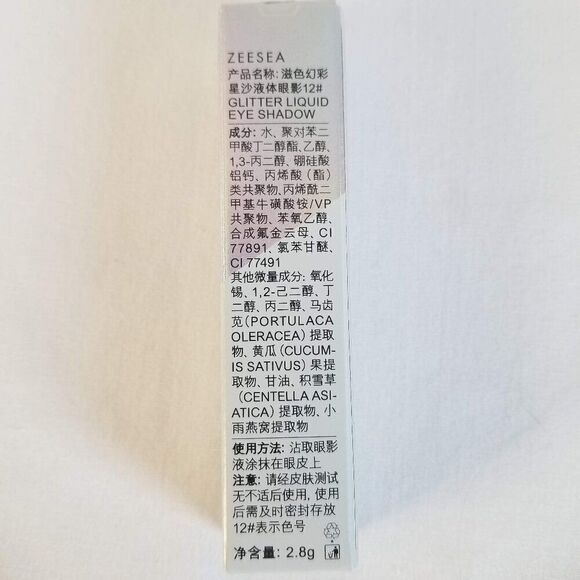 ZEESEA
产品名称: 滋色幻彩
星沙液体眼影12#
GLITTER LIQUID
EYE SHADOW
成分: 水、聚对苯二
甲酸丁二醇酯、乙醇、
1,3-丙二醇、硼硅酸
铝钙、丙烯酸（酯）
类共聚物、丙烯酰二
甲基牛磺酸铵/VP
共聚物、苯氧乙醇、
合成氟金云母、CI
77891、氯苯甘醚、
CI 77491
其他微量成分: 氧化
锡、1,2-己二醇、丁
二醇、丙二醇、马齿
苋(PORTULACA
OLERACEA) 提取
物、黄瓜(CUCUM-
IS SATIVUS) 果提
取物、甘油、积雪草
(CENTELLA ASI-
ATICA) 提取物、小
雨燕窝提取物
使用方法: 沾取眼影
液涂抹在眼皮上
注意: 请经皮肤测试
无不适后使用, 使用
后需及时密封存放
12#表示色号
净含量: 2.8g